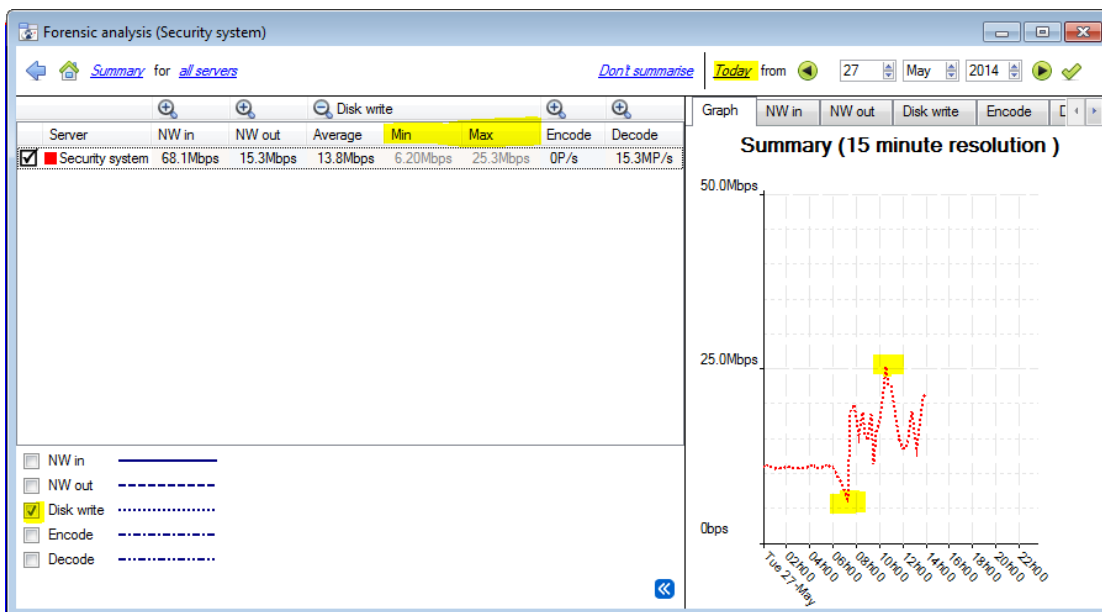 Forensic analysis (Security system)
Summary for all servers Don't summarise Today from 27 May 2014
Disk write
Server NW in NW out Average Min Max Encode Decode
Security system 68.1Mbps 15.3Mbps 13.8Mbps 6.20Mbps 25.3Mbps 0P/s 15.3MP/s
NW in
NW out
Disk write
Encode
Decode
Graph NW in NW out Disk write Encode
Summary (15 minute resolution )
50.0Mbps
25.0Mbps
0bps
Tue 27-May 02h00 04h00 06h00 08h00 10h00 12h00 14h00 16h00 18h00 20h00 22h00